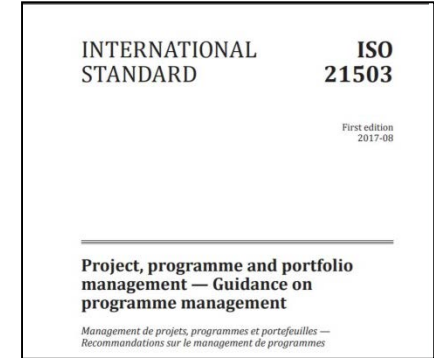 INTERNATIONAL
STANDARD
ISO
21503
First edition
2017-08
Project, programme and portfolio
management — Guidance on
programme management
Management de projets, programmes et portefeuilles —
Recommandations sur le management de programmes